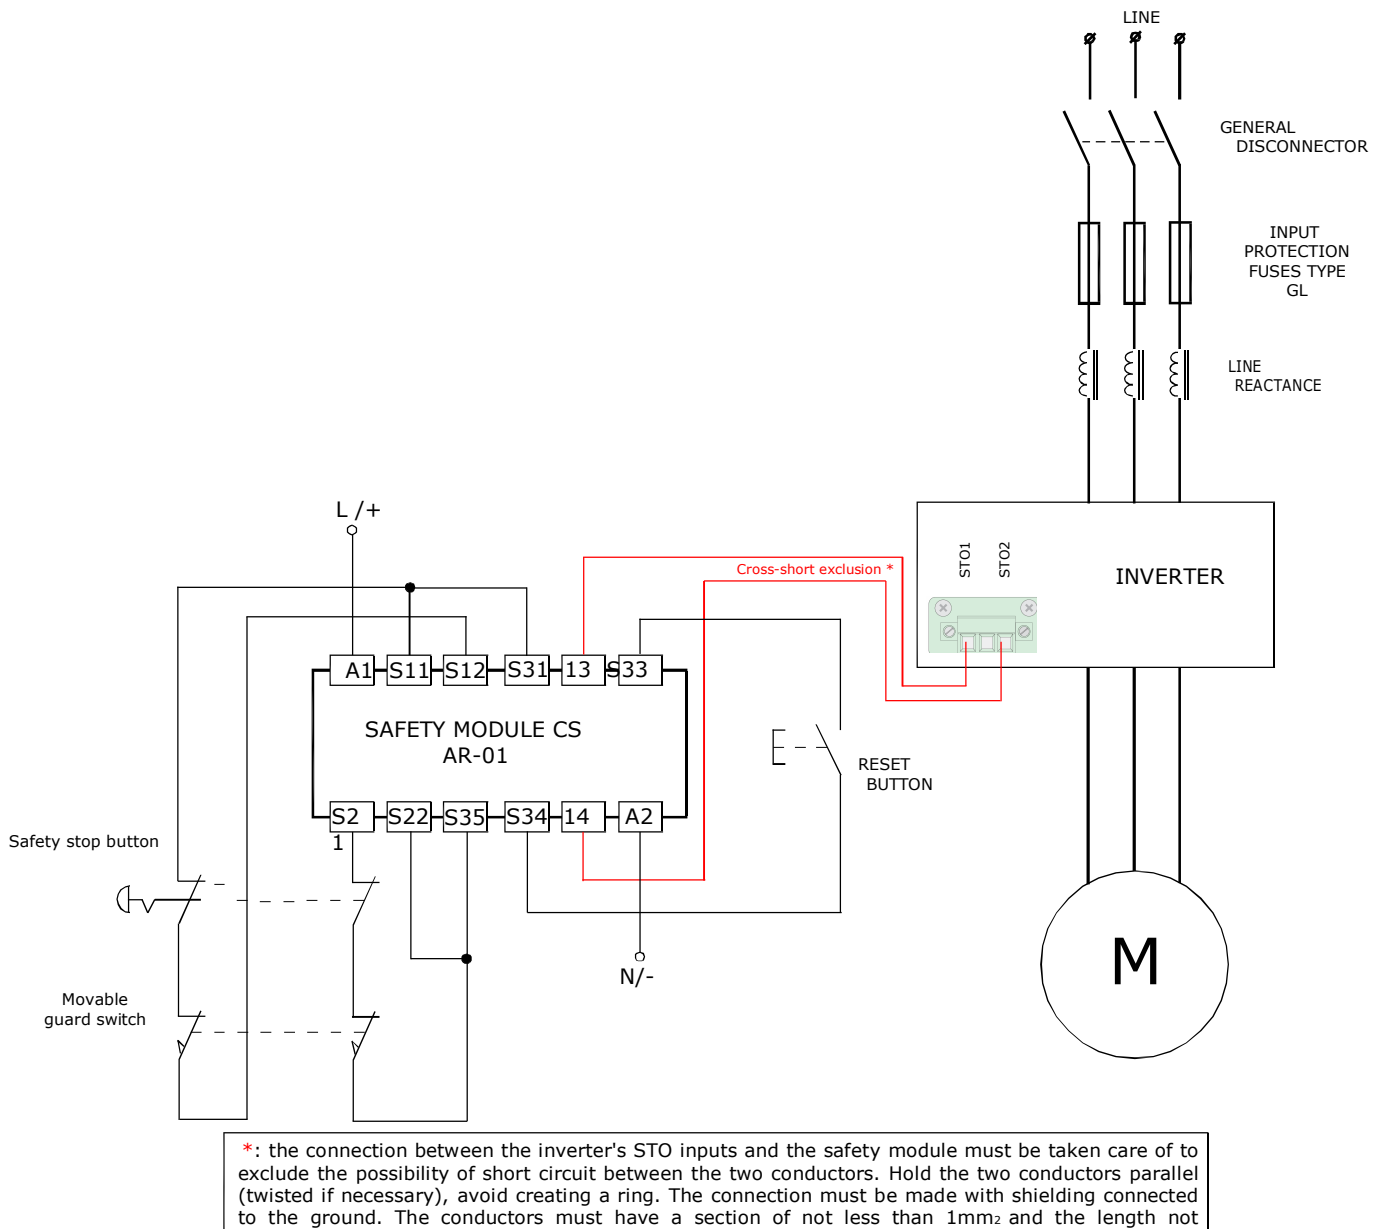 LINE
GENERAL
DISCONNECTOR
INPUT
PROTECTION
FUSES TYPE
GL
LINE
REACTANCE
L /+
STO1
STO2
INVERTER
Cross-short exclusion *
A1
S11
S12
S31
13
S33
SAFETY MODULE CS
AR-01
RESET
BUTTON
S2
1
S22
S35
S34
14
A2
Safety stop button
N/-
M
Movable
guard switch
*: the connection between the inverter's STO inputs and the safety module must be taken care of to
exclude the possibility of short circuit between the two conductors. Hold the two conductors parallel
(twisted if necessary), avoid creating a ring. The connection must be made with shielding connected
to the ground. The conductors must have a section of not less than 1mm₂ and the length not